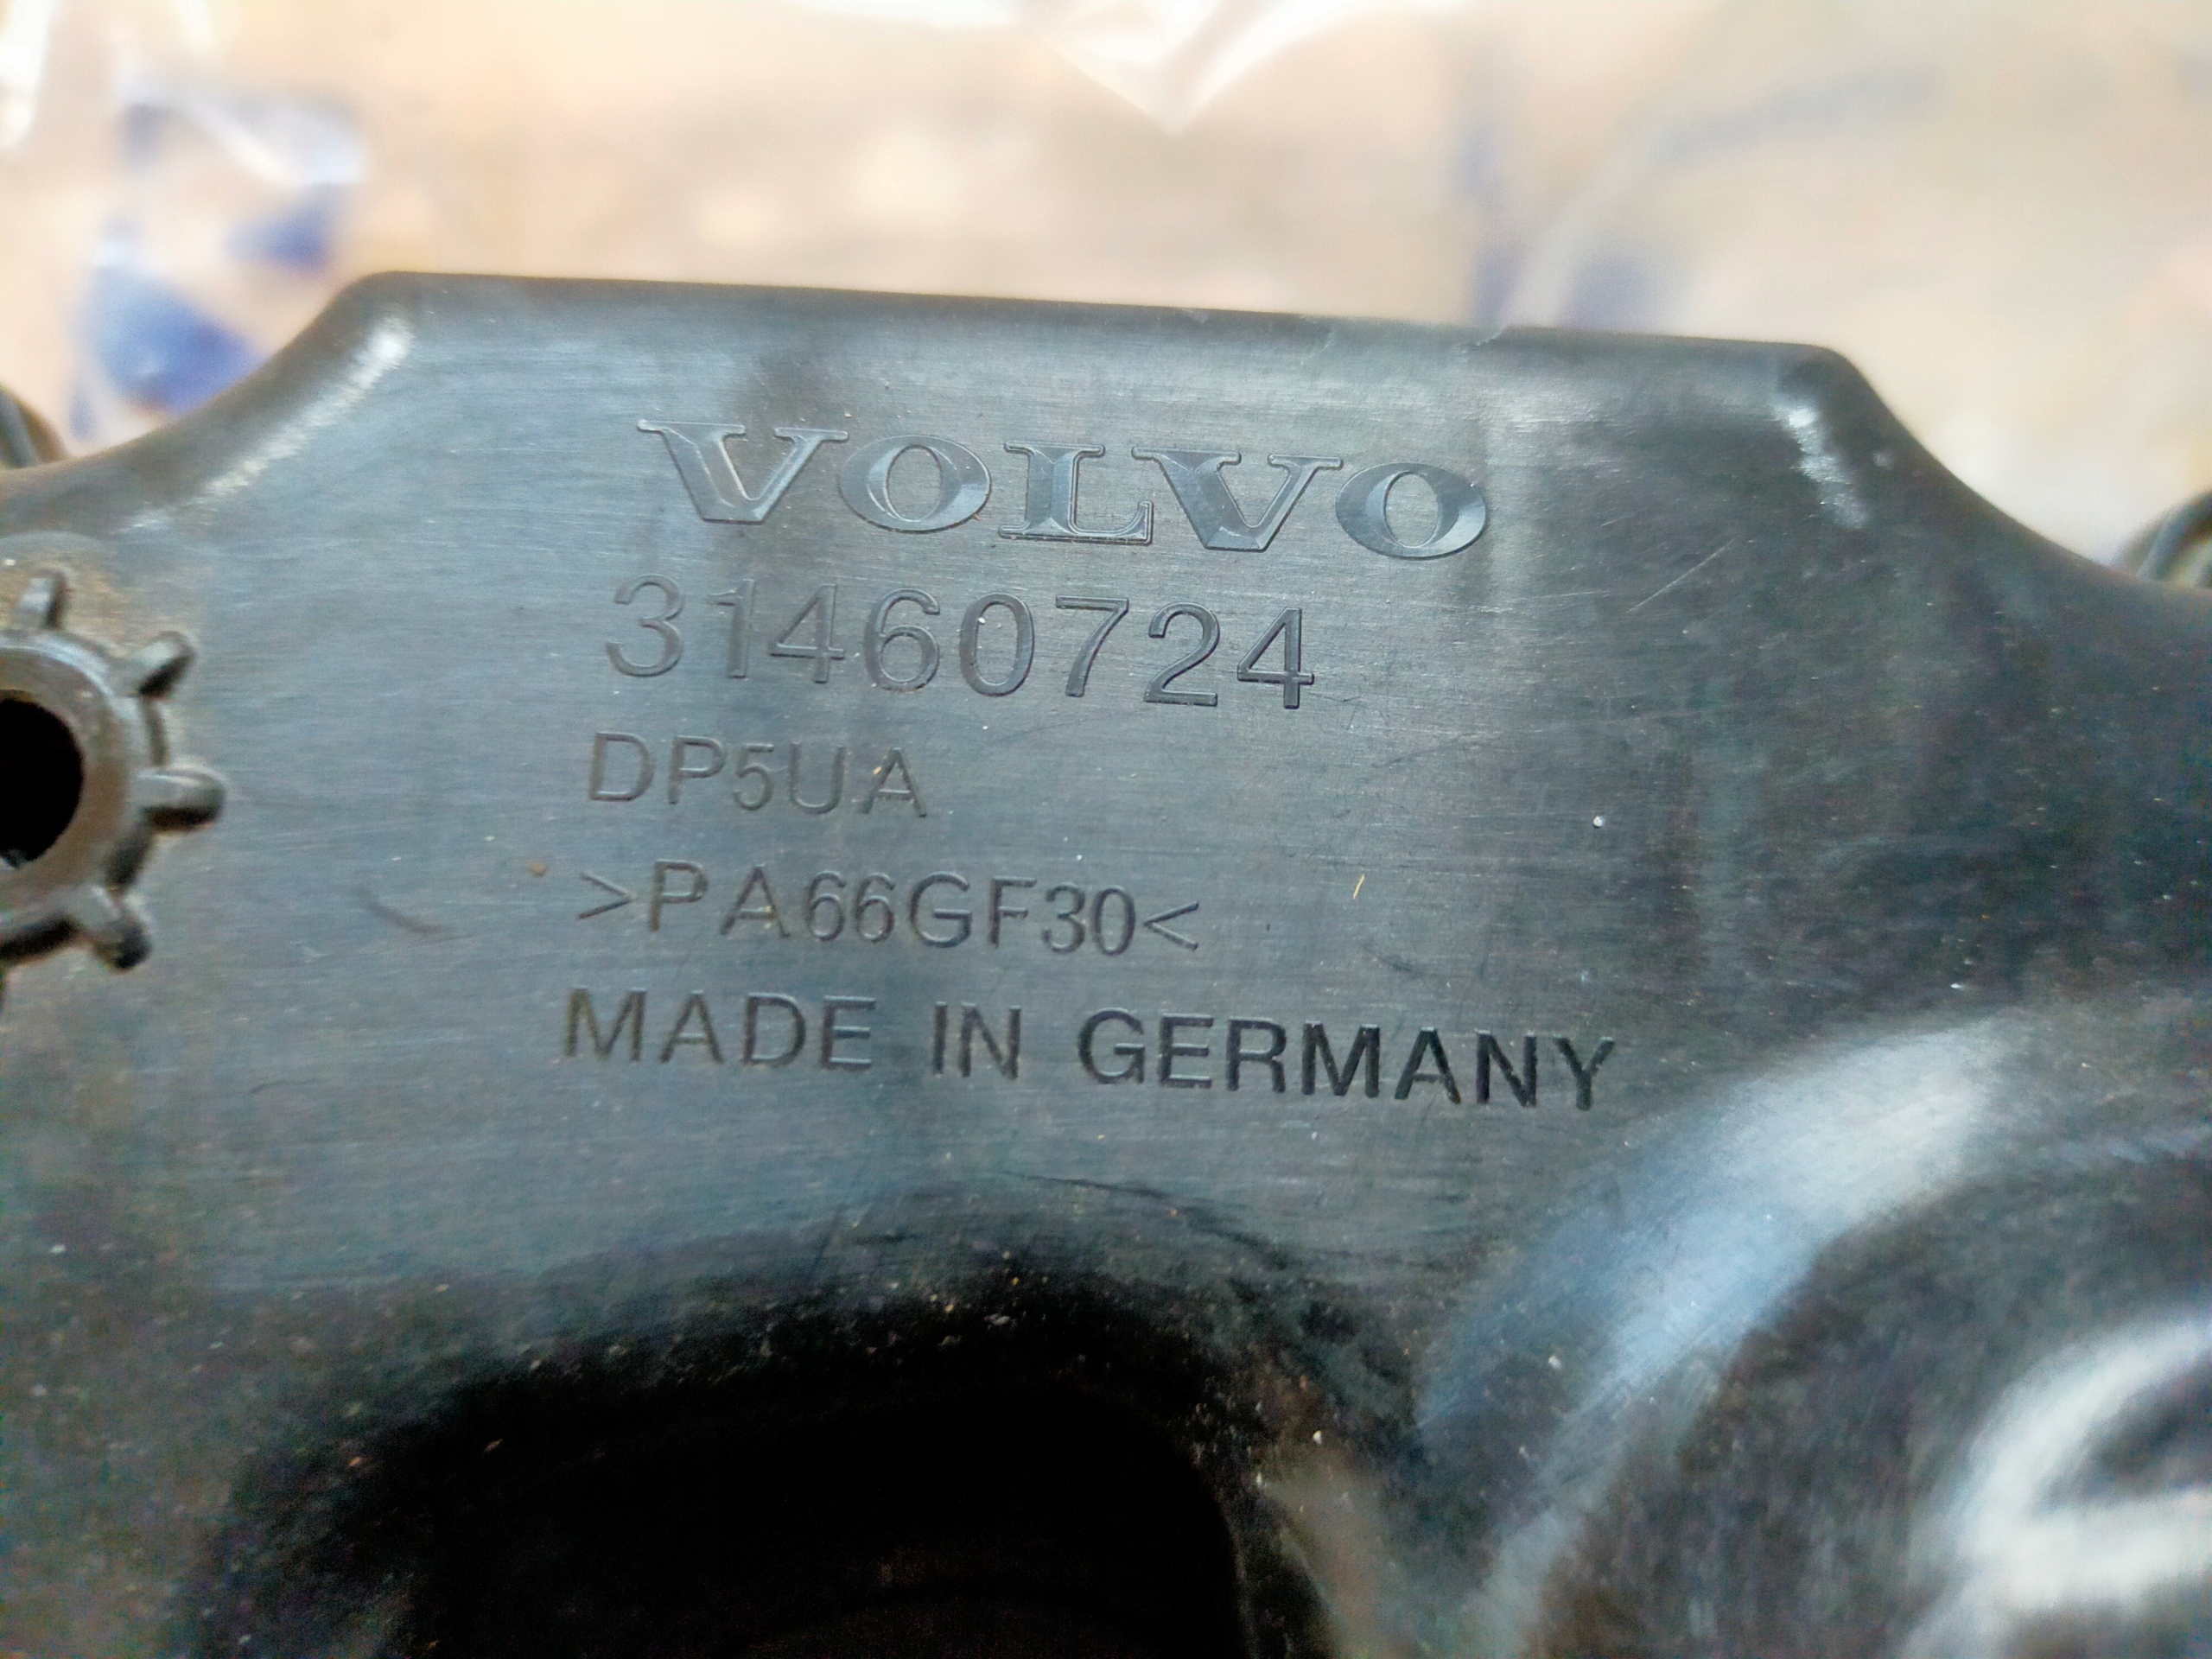 VOLVO
31460724
DP5UA
>PA66GF30<
MADE IN GERMANY